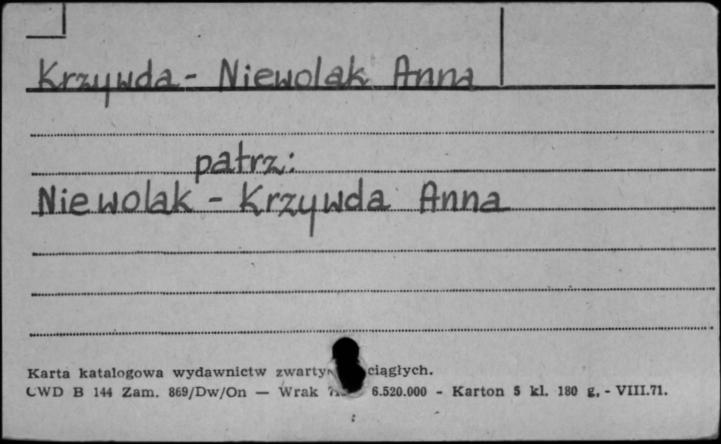 Krzywda - Niewolak Anna
patrz:
Niewolak - Krzywda Anna
Karta katalogowa wydawnictw ciągłych.
CWD B 144 Zam. 869/Dw/On — Wrak 6.520.000 - Karton 5 kl. 180 g. - VIII.71.